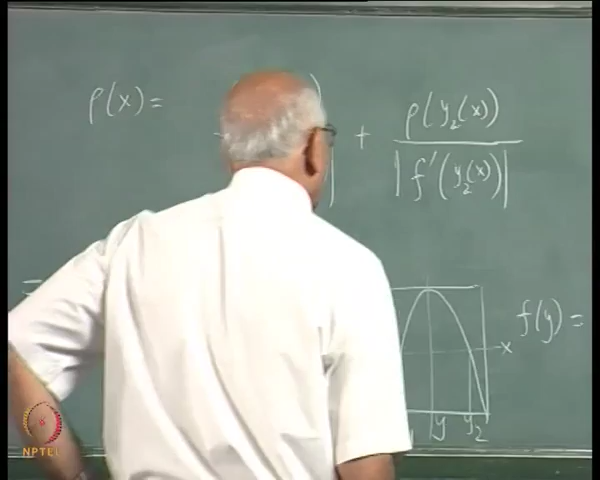 ρ(x) = + ρ(y₂(x))
|f'(y₂(x))|
f(y) =
x
y y₂
NPTEL